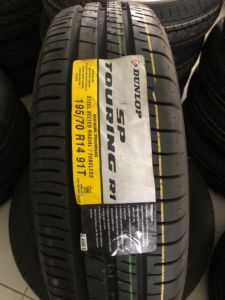 DUNLOP
SP
TOURING R1
195/70 R14 91T
STEEL BELTED RADIAL / TUBELESS